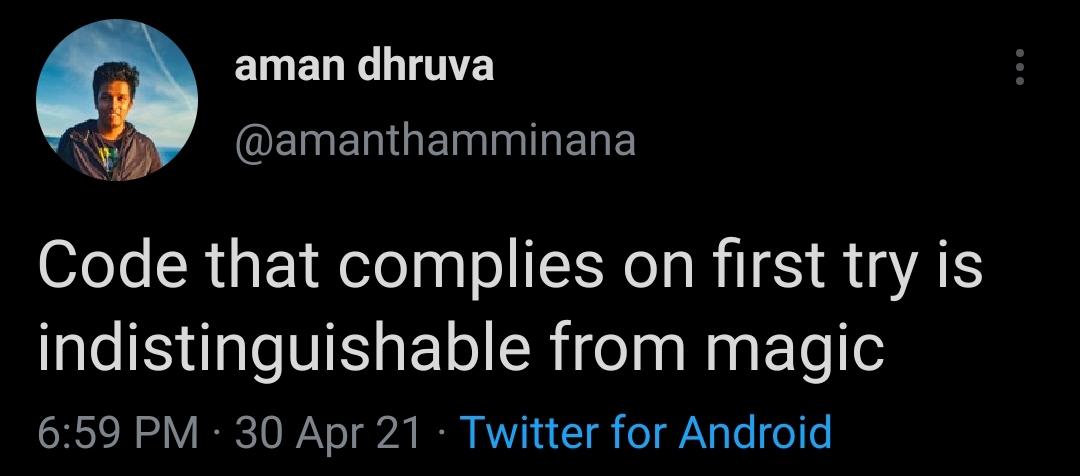 aman dhruva
@amanthamminana
Code that complies on first try is
indistinguishable from magic
6:59 PM · 30 Apr 21 · Twitter for Android